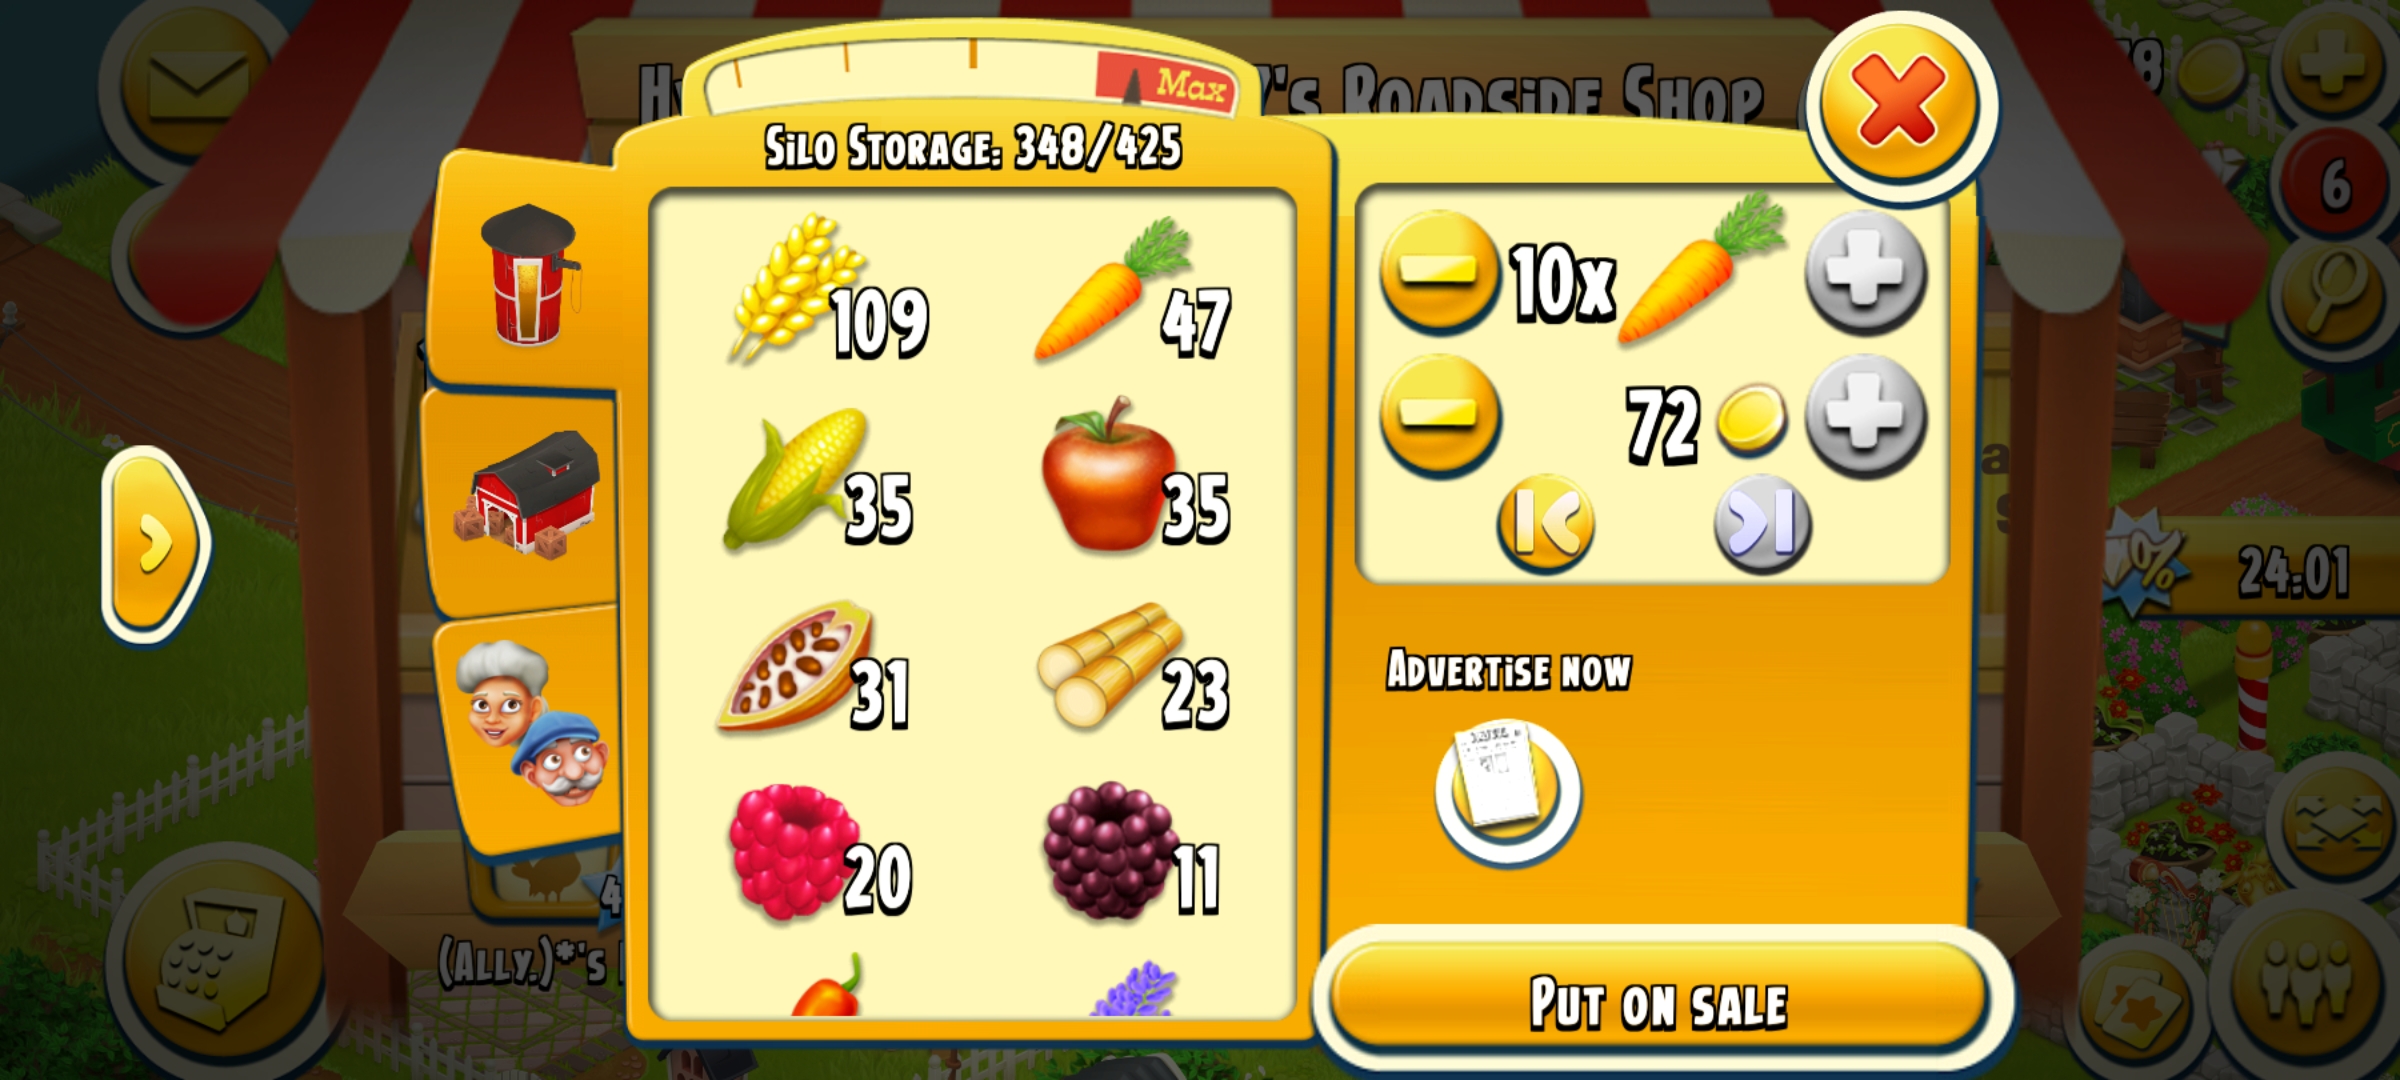 Max
's Roadside Shop
Silo Storage: 348/425
109
47
35
35
31
23
20
11
10x
72
Advertise now
Put on sale
6
24:01
(Ally.)*'s